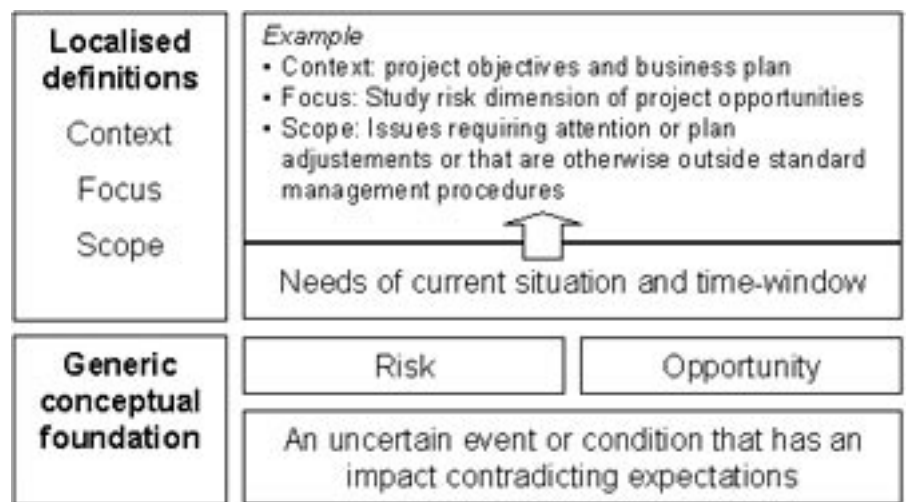 Localised
definitions
Context
Focus
Scope
Example
• Context: project objectives and business plan
• Focus: Study risk dimension of project opportunities
• Scope: Issues requiring attention or plan
adjustements or that are otherwise outside standard
management procedures
Needs of current situation and time-window
Generic
conceptual
foundation
Risk
Opportunity
An uncertain event or condition that has an
impact contradicting expectations